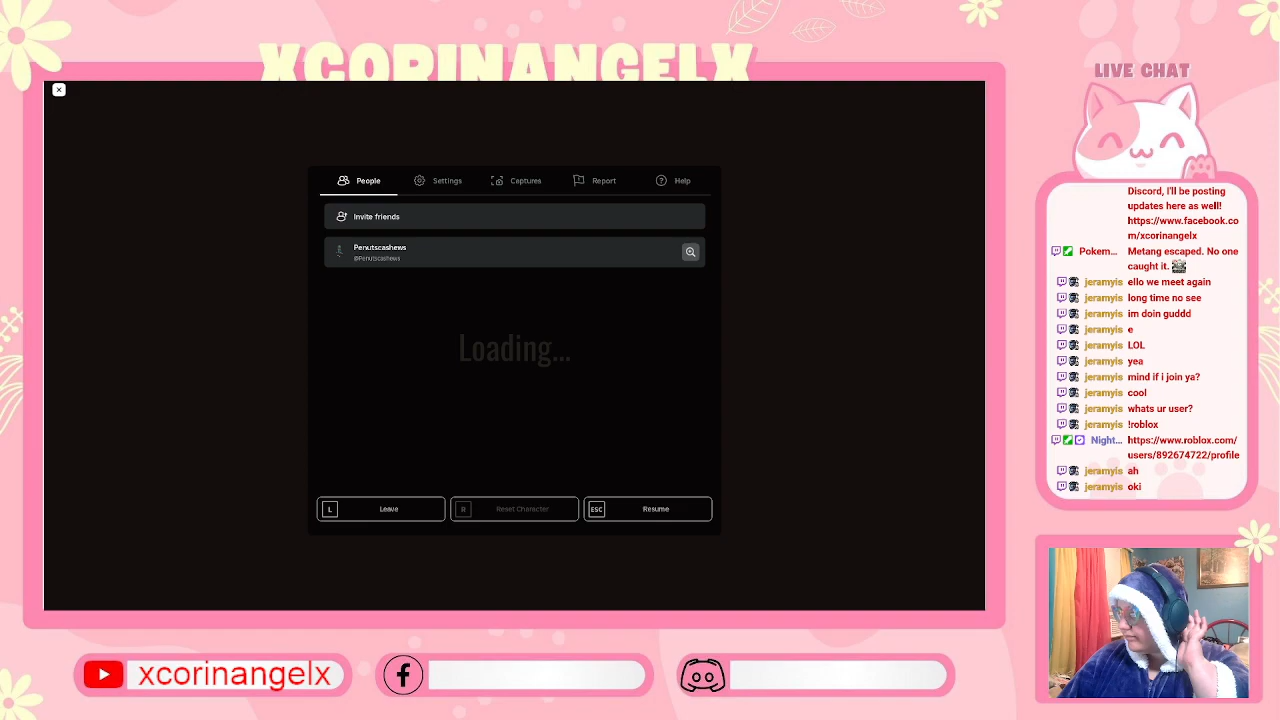 XCORINANGELX
LIVE CHAT
People
Settings
Captures
Report
Help
Invite friends
Penutscashews
@Penutscashews
Loading...
L
Leave
R
Reset Character
ESC
Resume
Discord, I'll be posting
updates here as well!
https://www.facebook.co
m/xcorinangelx
Pokem... Metang escaped. No one
caught it.
jeramyis ello we meet again
jeramyis long time no see
jeramyis im doin guddd
jeramyis e
jeramyis LOL
jeramyis yea
jeramyis mind if i join ya?
jeramyis cool
jeramyis whats ur user?
jeramyis !roblox
Night... https://www.roblox.com/
users/892674722/profile
jeramyis ah
jeramyis oki
xcorinangelx